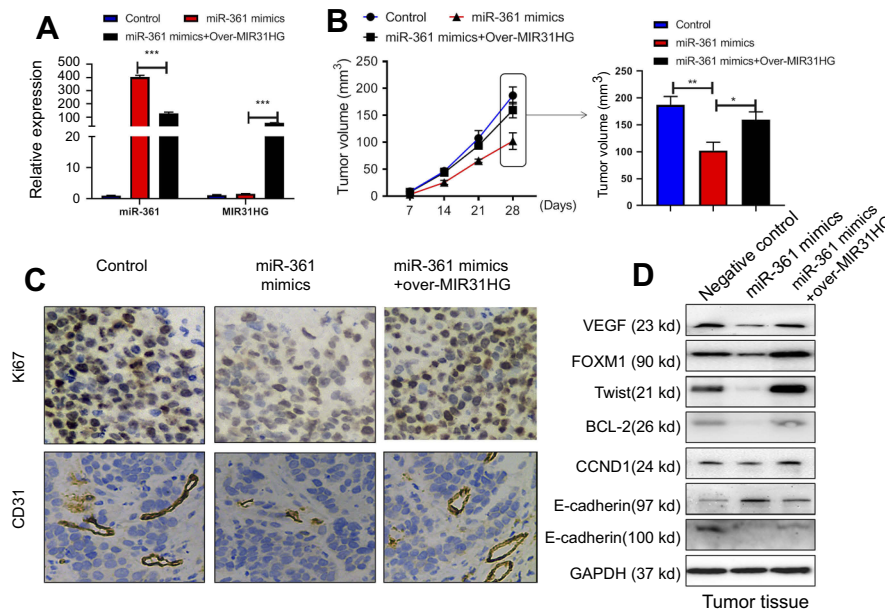 A
Control
miR-361 mimics
miR-361 mimics+Over-MIR31HG
Relative expression
500
400
300
200
100
20
10
0
***
***
miR-361
MIR31HG
B
Control
miR-361 mimics
miR-361 mimics+Over-MIR31HG
Tumor volume (mm3)
250
200
150
100
50
0
7
14
21
28
(Days)
Control
miR-361 mimics
miR-361 mimics+Over-MIR31HG
Tumor volume (mm3)
250
200
150
100
50
0
**
*
C
Control
miR-361
mimics
miR-361 mimics
+over-MIR31HG
Ki67
CD31
D
Negative control
miR-361 mimics
miR-361 mimics
+over-MIR31HG
VEGF (23 kd)
FOXM1 (90 kd)
Twist(21 kd)
BCL-2(26 kd)
CCND1(24 kd)
E-cadherin(97 kd)
E-cadherin(100 kd)
GAPDH (37 kd)
Tumor tissue